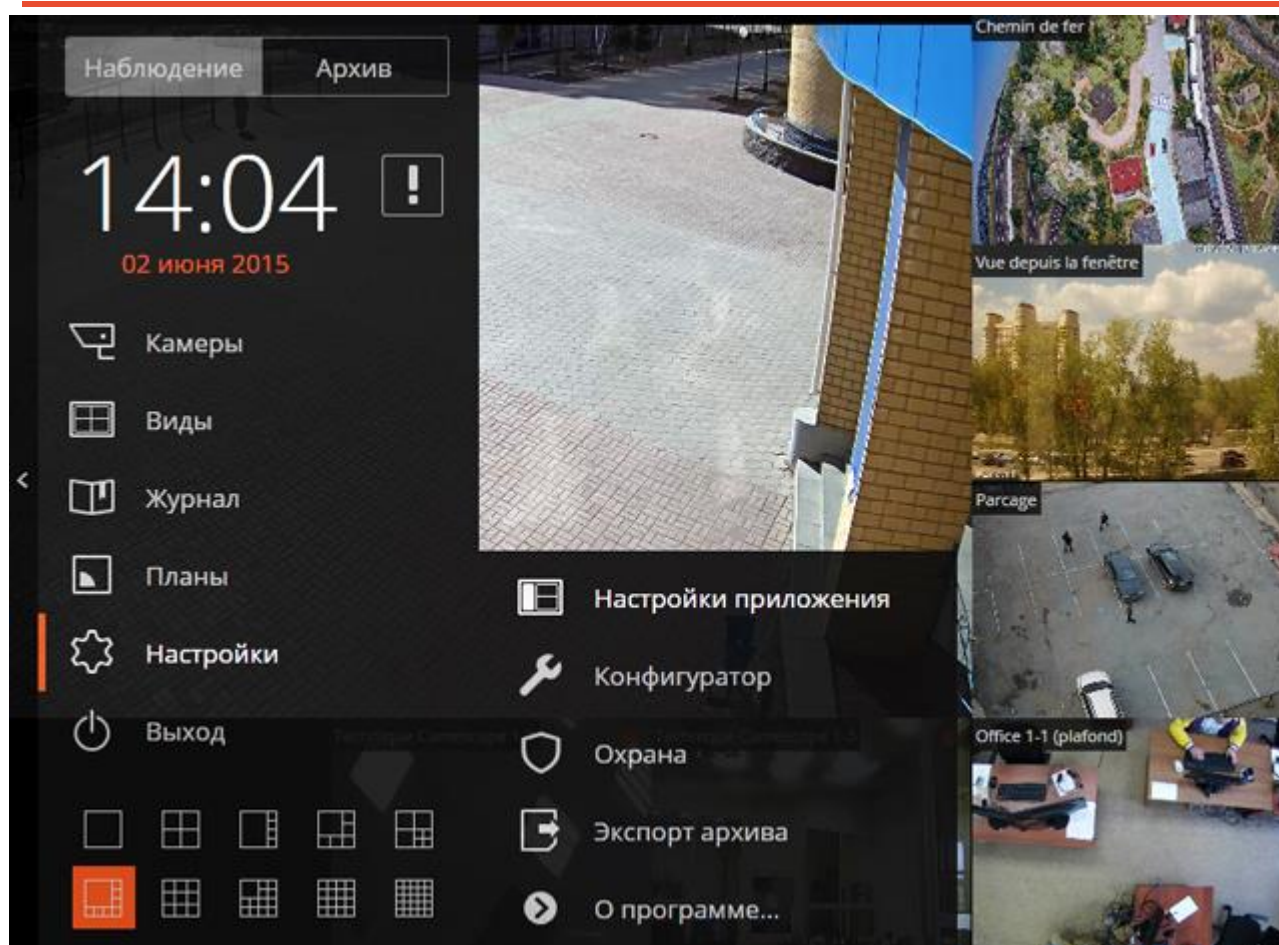 Наблюдение
Архив
14:04
02 июня 2015
Камеры
Виды
Журнал
Планы
Настройки
Выход
Настройки приложения
Конфигуратор
Охрана
Экспорт архива
О программе...
Chemin de fer
Vue depuis la fenêtre
Parcage
Office 1-1 (plafond)